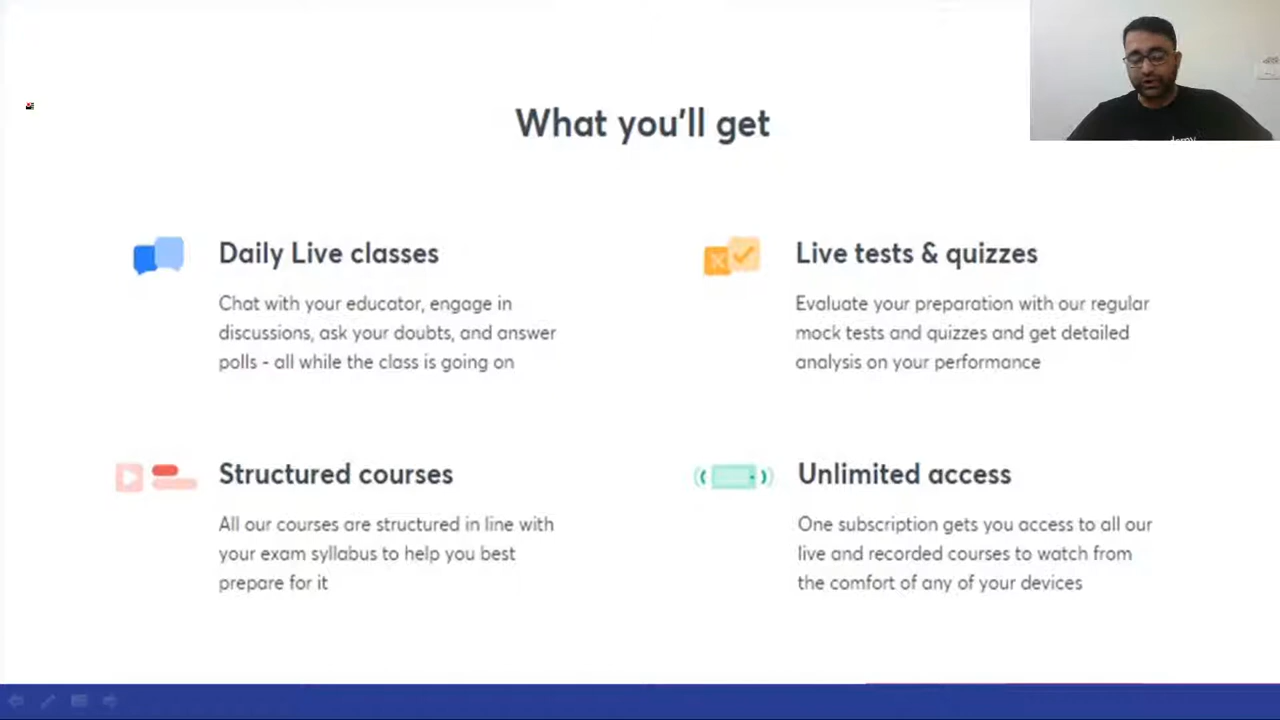 What you'll get
Daily Live classes
Chat with your educator, engage in
discussions, ask your doubts, and answer
polls - all while the class is going on
Live tests & quizzes
Evaluate your preparation with our regular
mock tests and quizzes and get detailed
analysis on your performance
Structured courses
All our courses are structured in line with
your exam syllabus to help you best
prepare for it
Unlimited access
One subscription gets you access to all our
live and recorded courses to watch from
the comfort of any of your devices